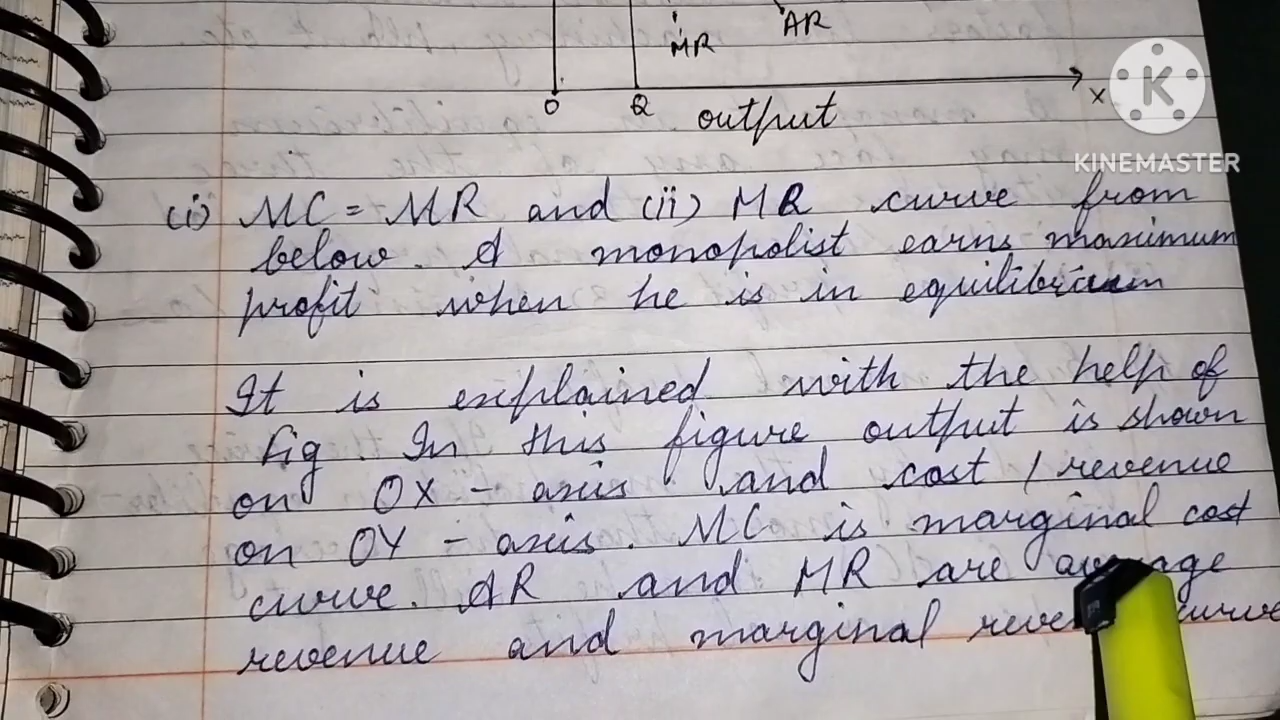 MR
AR
O
Q
output
X
KINEMASTER
(i) MC = MR and (ii) MR curve from
below. A monopolist earns maximum
profit when he is in equilibrium
It is explained with the help of
fig. In this figure output is shown
on OX - axis and cost / revenue
on OY - axis. MC is marginal cost
curve. AR and MR are average
revenue and marginal curve